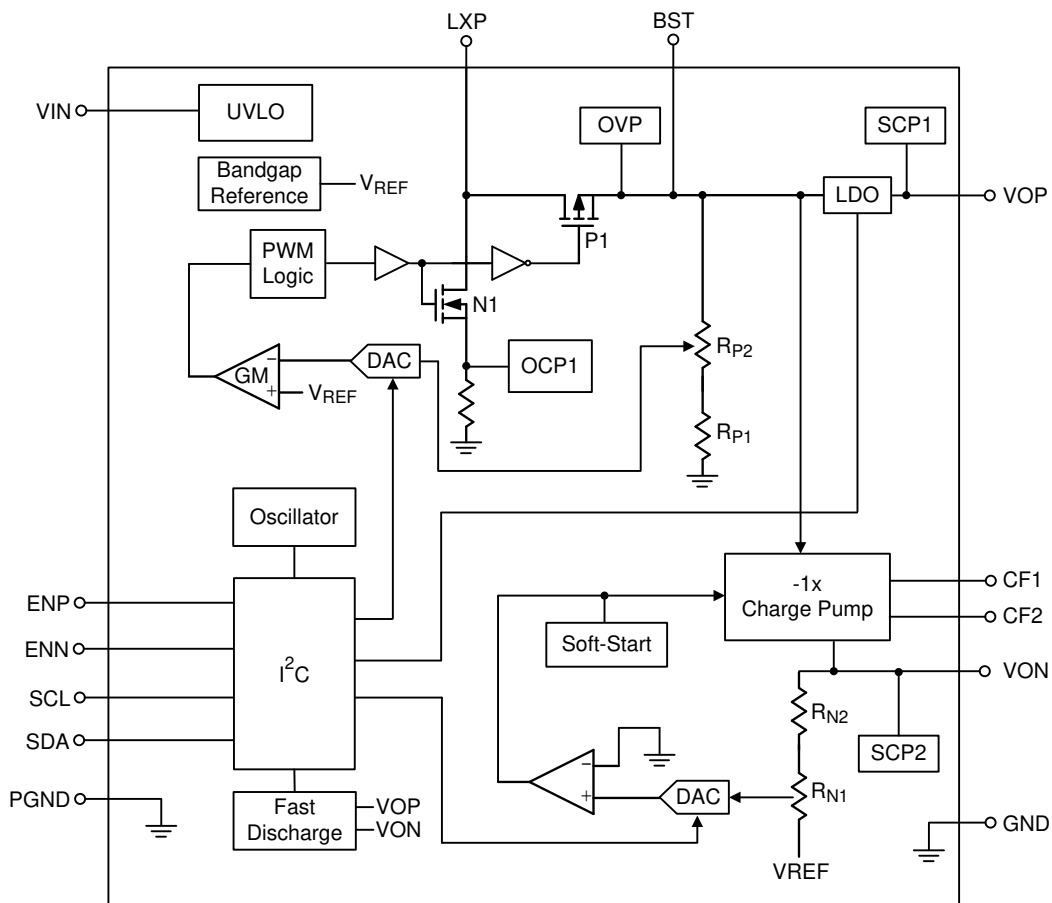 LXP
BST
VIN
UVLO
OVP
SCP1
Bandgap
Reference
VREF
LDO
VOP
P1
PWM
Logic
N1
DAC
OCP1
RP2
GM
-
+
VREF
RP1
Oscillator
-1x
Charge Pump
CF1
CF2
ENP
ENN
SCL
SDA
I2C
Soft-Start
VON
RN2
SCP2
-
+
DAC
RN1
PGND
Fast
Discharge
VOP
VON
GND
VREF